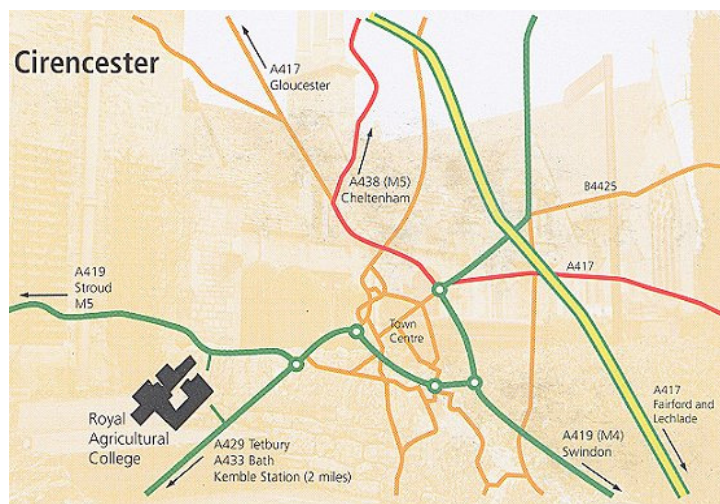 Cirencester
A417
Gloucester
A438 (M5)
Cheltenham
B4425
A417
A419
Stroud
M5
Town
Centre
Royal
Agricultural
College
A429 Tetbury
A433 Bath
Kemble Station (2 miles)
A419 (M4)
Swindon
A417
Fairford and
Lechlade